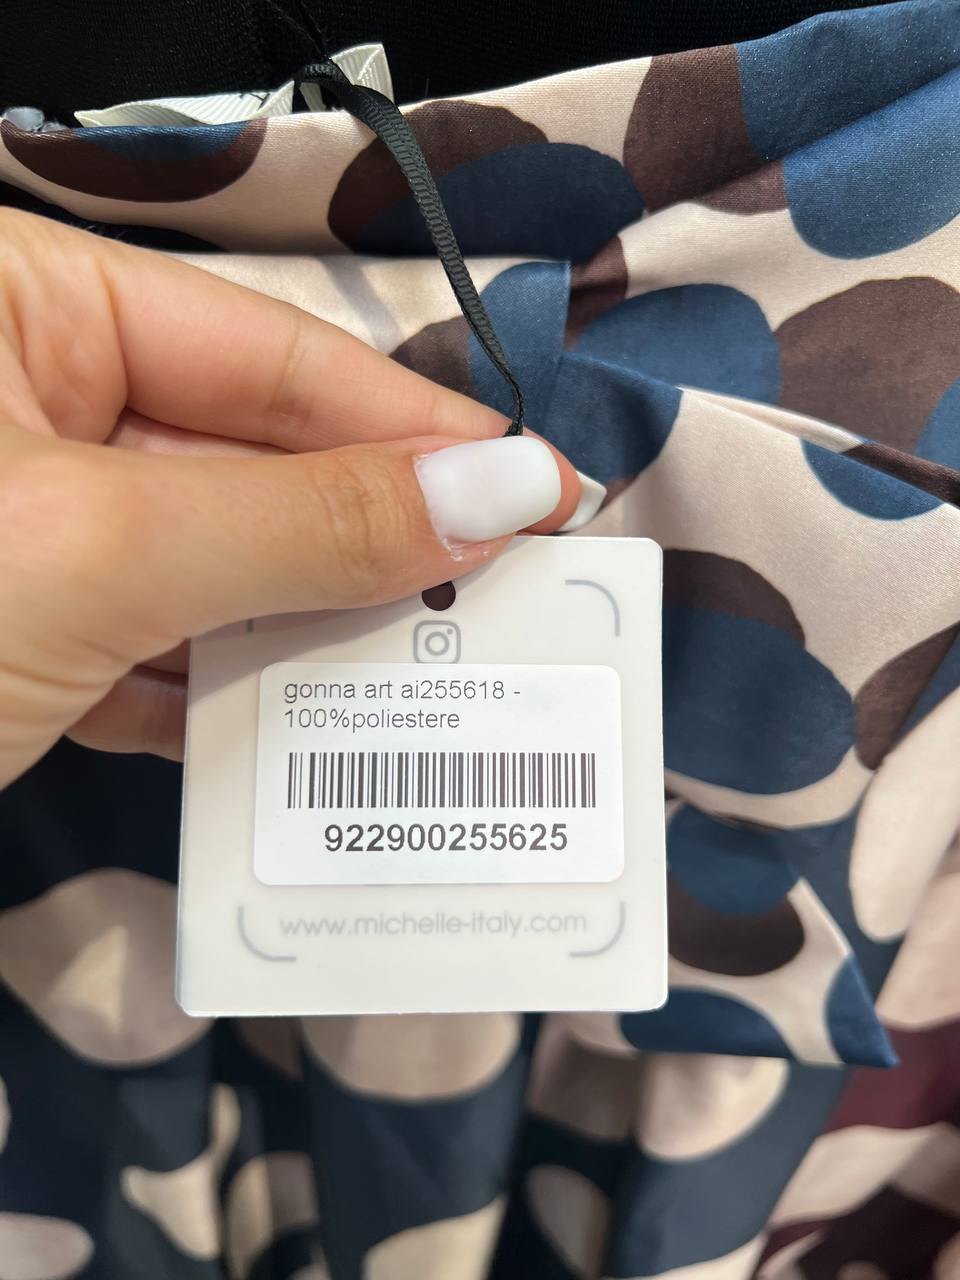 gonna art ai255618 -
100%poliestere
922900255625
www.michelle-italy.com